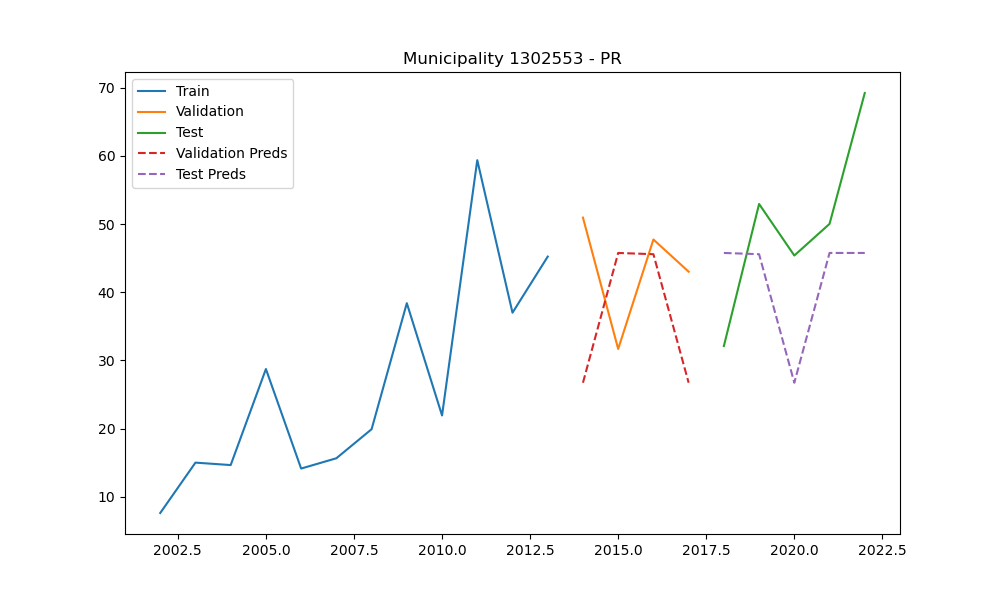 Municipality 1302553 - PR
Train
Validation
Test
Validation Preds
Test Preds
70
60
50
40
30
20
10
2002.5 2005.0 2007.5 2010.0 2012.5 2015.0 2017.5 2020.0 2022.5